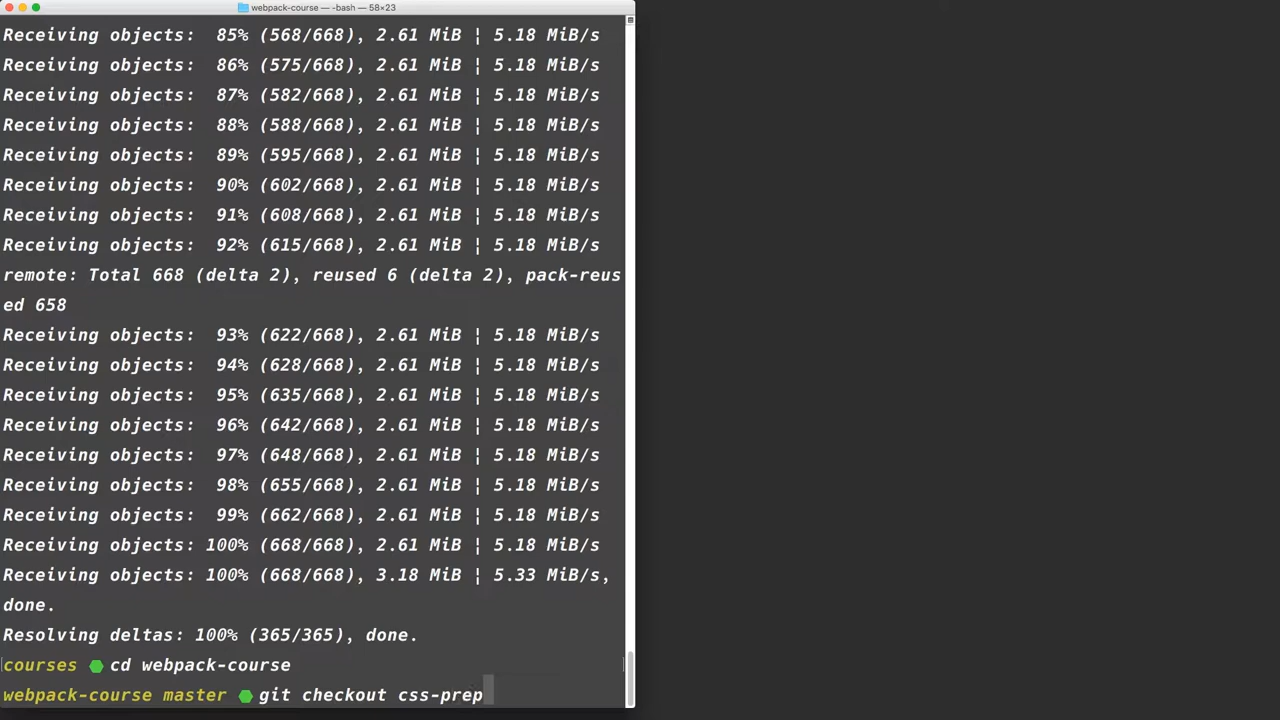 webpack-course — -bash — 58×23
Receiving objects:  85% (568/668), 2.61 MiB | 5.18 MiB/s
Receiving objects:  86% (575/668), 2.61 MiB | 5.18 MiB/s
Receiving objects:  87% (582/668), 2.61 MiB | 5.18 MiB/s
Receiving objects:  88% (588/668), 2.61 MiB | 5.18 MiB/s
Receiving objects:  89% (595/668), 2.61 MiB | 5.18 MiB/s
Receiving objects:  90% (602/668), 2.61 MiB | 5.18 MiB/s
Receiving objects:  91% (608/668), 2.61 MiB | 5.18 MiB/s
Receiving objects:  92% (615/668), 2.61 MiB | 5.18 MiB/s
remote: Total 668 (delta 2), reused 6 (delta 2), pack-reus
ed 658
Receiving objects:  93% (622/668), 2.61 MiB | 5.18 MiB/s
Receiving objects:  94% (628/668), 2.61 MiB | 5.18 MiB/s
Receiving objects:  95% (635/668), 2.61 MiB | 5.18 MiB/s
Receiving objects:  96% (642/668), 2.61 MiB | 5.18 MiB/s
Receiving objects:  97% (648/668), 2.61 MiB | 5.18 MiB/s
Receiving objects:  98% (655/668), 2.61 MiB | 5.18 MiB/s
Receiving objects:  99% (662/668), 2.61 MiB | 5.18 MiB/s
Receiving objects: 100% (668/668), 2.61 MiB | 5.18 MiB/s
Receiving objects: 100% (668/668), 3.18 MiB | 5.33 MiB/s,
done.
Resolving deltas: 100% (365/365), done.
courses cd webpack-course
webpack-course master git checkout css-prep